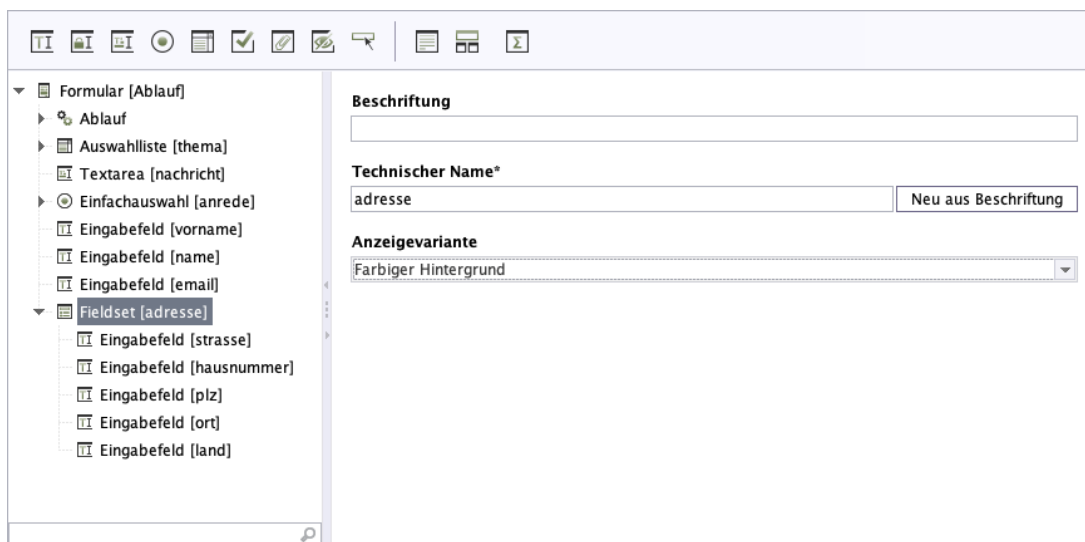 Formular [Ablauf]
Ablauf
Auswahlliste [thema]
Textarea [nachricht]
Einfachauswahl [anrede]
Eingabefeld [vorname]
Eingabefeld [name]
Eingabefeld [email]
Fieldset [adresse]
Eingabefeld [strasse]
Eingabefeld [hausnummer]
Eingabefeld [plz]
Eingabefeld [ort]
Eingabefeld [land]
Beschriftung
Technischer Name*
adresse
Neu aus Beschriftung
Anzeigevariante
Farbiger Hintergrund